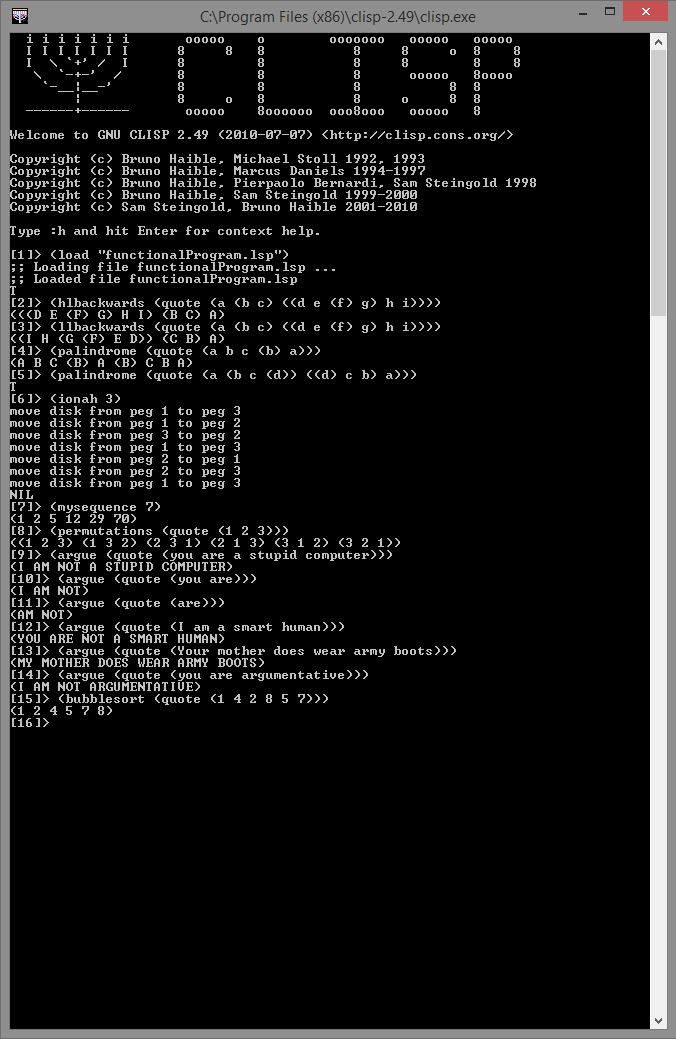 C:\Program Files (x86)\clisp-2.49\clisp.exe
  i i i i i i i       ooooo    o        ooooooo   ooooo   ooooo
  I I I I I I I      8     8   8           8     8     o  8    8
  I  \ `+' /  I      8         8           8     8        8    8
   \  `-+-'  /       8         8           8      ooooo   8oooo
    `-__|__-'        8         8           8           8  8
        |            8     o   8           8     o     8  8
  ------+------       ooooo    8oooooo  ooo8ooo   ooooo   8
Welcome to GNU CLISP 2.49 (2010-07-07) <http://clisp.cons.org/>
Copyright (c) Bruno Haible, Michael Stoll 1992, 1993
Copyright (c) Bruno Haible, Marcus Daniels 1994-1997
Copyright (c) Bruno Haible, Pierpaolo Bernardi, Sam Steingold 1998
Copyright (c) Bruno Haible, Sam Steingold 1999-2000
Copyright (c) Sam Steingold, Bruno Haible 2001-2010
Type :h and hit Enter for context help.
[1]> (load "functionalProgram.lsp")
;; Loading file functionalProgram.lsp ...
;; Loaded file functionalProgram.lsp
T
[2]> (hlbackwards (quote (a (b c) ((d e (f) g) h i))))
(((D E (F) G) H I) (B C) A)
[3]> (llbackwards (quote (a (b c) ((d e (f) g) h i))))
((I H (G (F) E D)) (C B) A)
[4]> (palindrome (quote (a b c (b) a)))
(A B C (B) A (B) C B A)
[5]> (palindrome (quote (a (b c (d)) ((d) c b) a)))
T
[6]> (ionah 3)
move disk from peg 1 to peg 3
move disk from peg 1 to peg 2
move disk from peg 3 to peg 2
move disk from peg 1 to peg 3
move disk from peg 2 to peg 1
move disk from peg 2 to peg 3
move disk from peg 1 to peg 3
NIL
[7]> (mysequence 7)
(1 2 5 12 29 70)
[8]> (permutations (quote (1 2 3)))
((1 2 3) (1 3 2) (2 3 1) (2 1 3) (3 1 2) (3 2 1))
[9]> (argue (quote (you are a stupid computer)))
(I AM NOT A STUPID COMPUTER)
[10]> (argue (quote (you are)))
(I AM NOT)
[11]> (argue (quote (are)))
(AM NOT)
[12]> (argue (quote (I am a smart human)))
(YOU ARE NOT A SMART HUMAN)
[13]> (argue (quote (Your mother does wear army boots)))
(MY MOTHER DOES WEAR ARMY BOOTS)
[14]> (argue (quote (you are argumentative)))
(I AM NOT ARGUMENTATIVE)
[15]> (bubblesort (quote (1 4 2 8 5 7)))
(1 2 4 5 7 8)
[16]>